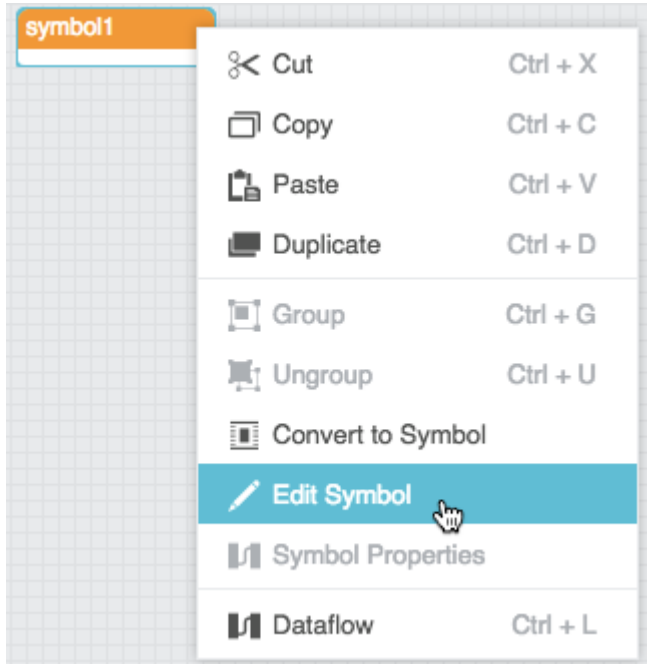 symbol1
Cut Ctrl + X
Copy Ctrl + C
Paste Ctrl + V
Duplicate Ctrl + D
Group Ctrl + G
Ungroup Ctrl + U
Convert to Symbol
Edit Symbol
Symbol Properties
Dataflow Ctrl + L